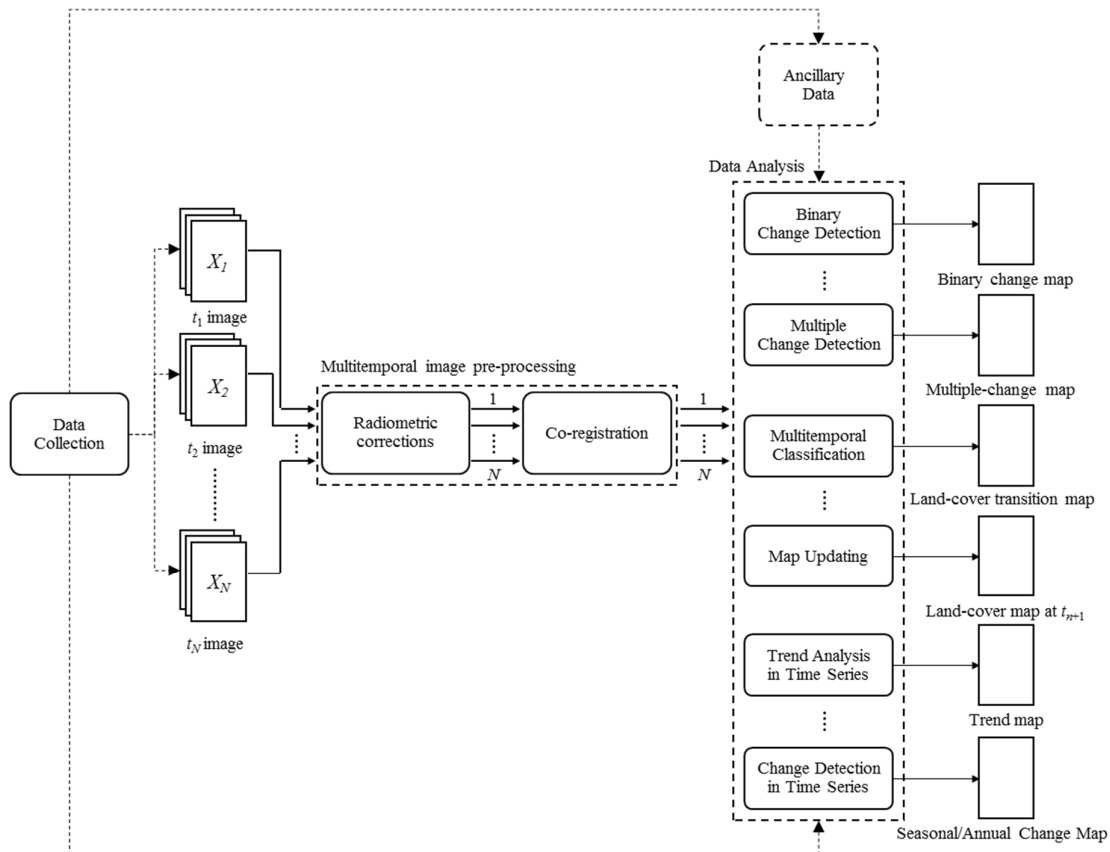 Ancillary
Data
Data Analysis
Binary
Change Detection
Binary change map
X1
t1 image
Multiple
Change Detection
Multiple-change map
X2
t2 image
Multitemporal image pre-processing
Data
Collection
Radiometric
corrections
1
N
Co-registration
1
N
Multitemporal
Classification
Land-cover transition map
XN
tN image
Map Updating
Land-cover map at tn+1
Trend Analysis
in Time Series
Trend map
Change Detection
in Time Series
Seasonal/Annual Change Map